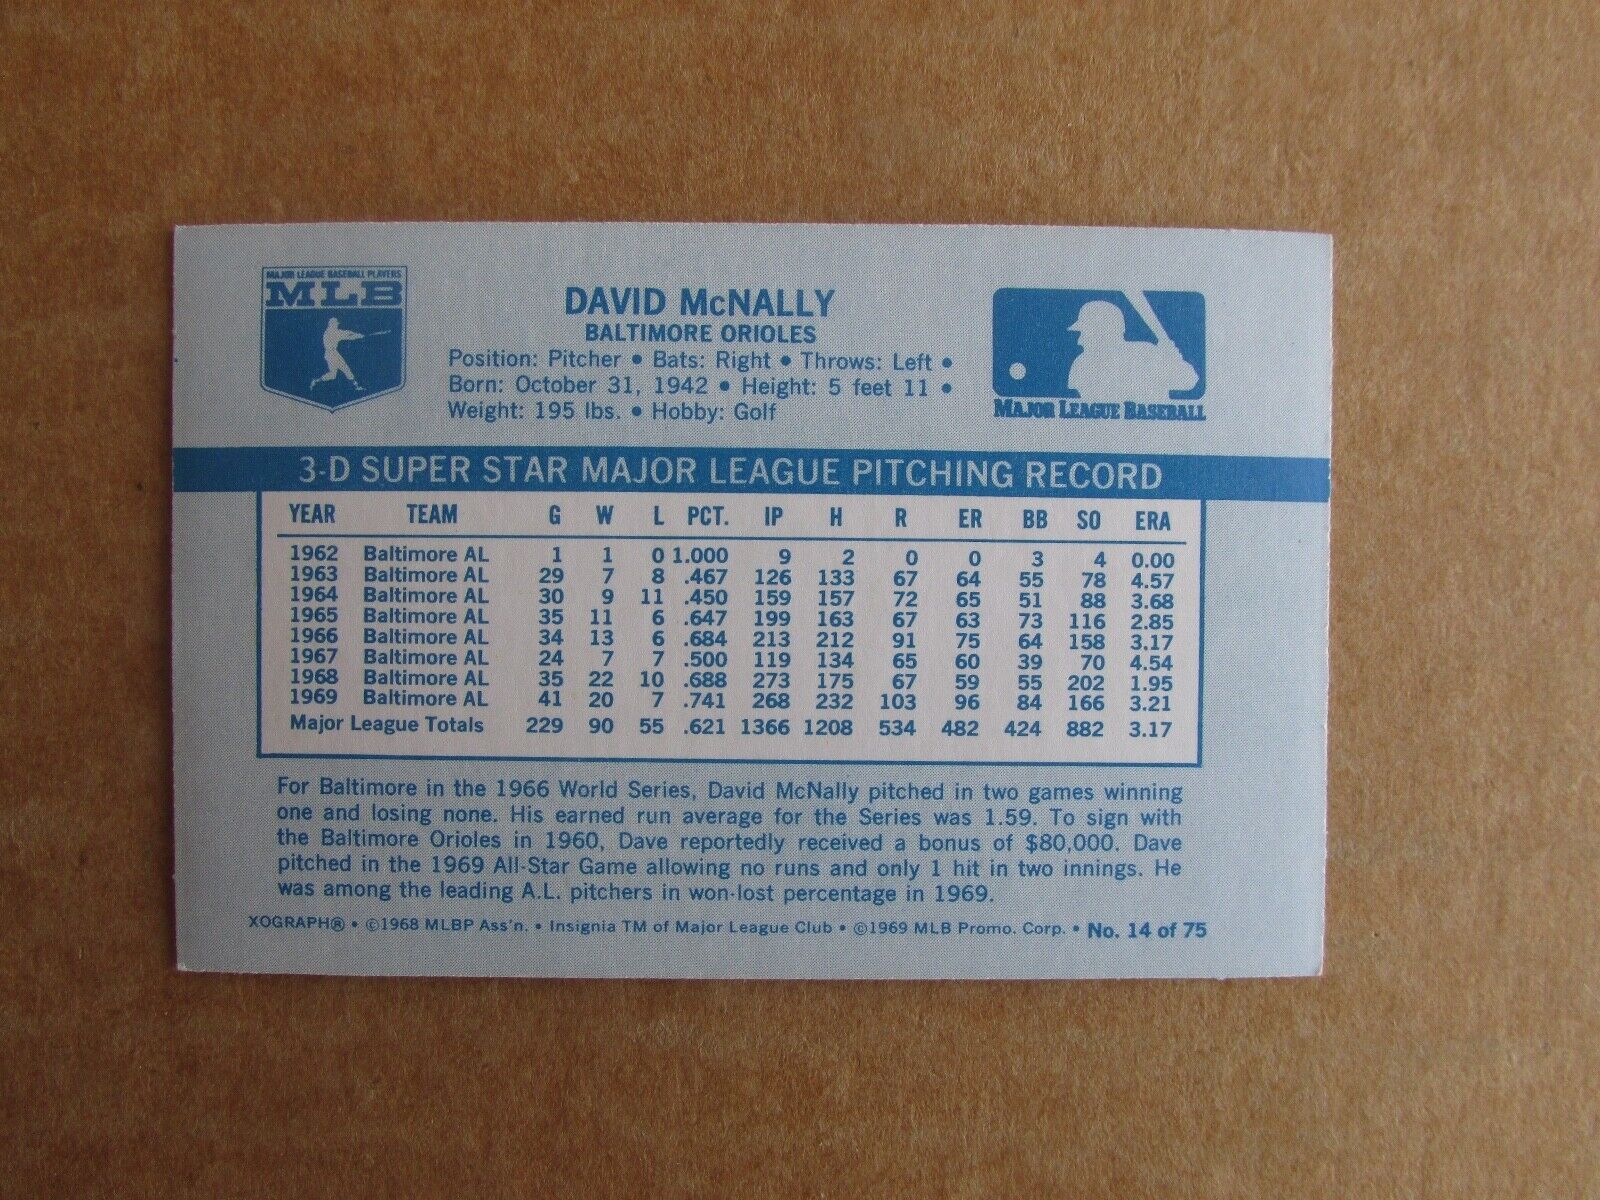 MAJOR LEAGUE BASEBALL PLAYERS
MLB
DAVID McNALLY
BALTIMORE ORIOLES
Position: Pitcher • Bats: Right • Throws: Left •
Born: October 31, 1942 • Height: 5 feet 11 •
Weight: 195 lbs. • Hobby: Golf
MAJOR LEAGUE BASEBALL
3-D SUPER STAR MAJOR LEAGUE PITCHING RECORD
YEAR TEAM G W L PCT. IP H R ER BB SO ERA
1962 Baltimore AL 1 1 0 1.000 9 2 0 0 3 4 0.00
1963 Baltimore AL 29 7 8 .467 126 133 67 64 55 78 4.57
1964 Baltimore AL 30 9 11 .450 159 157 72 65 51 88 3.68
1965 Baltimore AL 35 11 6 .647 199 163 67 63 73 116 2.85
1966 Baltimore AL 34 13 6 .684 213 212 91 75 64 158 3.17
1967 Baltimore AL 24 7 7 .500 119 134 65 60 39 70 4.54
1968 Baltimore AL 35 22 10 .688 273 175 67 59 55 202 1.95
1969 Baltimore AL 41 20 7 .741 268 232 103 96 84 166 3.21
Major League Totals 229 90 55 .621 1366 1208 534 482 424 882 3.17
For Baltimore in the 1966 World Series, David McNally pitched in two games winning
one and losing none. His earned run average for the Series was 1.59. To sign with
the Baltimore Orioles in 1960, Dave reportedly received a bonus of $80,000. Dave
pitched in the 1969 All-Star Game allowing no runs and only 1 hit in two innings. He
was among the leading A.L. pitchers in won-lost percentage in 1969.
XOGRAPH® • ©1968 MLBP Ass'n. • Insignia TM of Major League Club • ©1969 MLB Promo. Corp. • No. 14 of 75